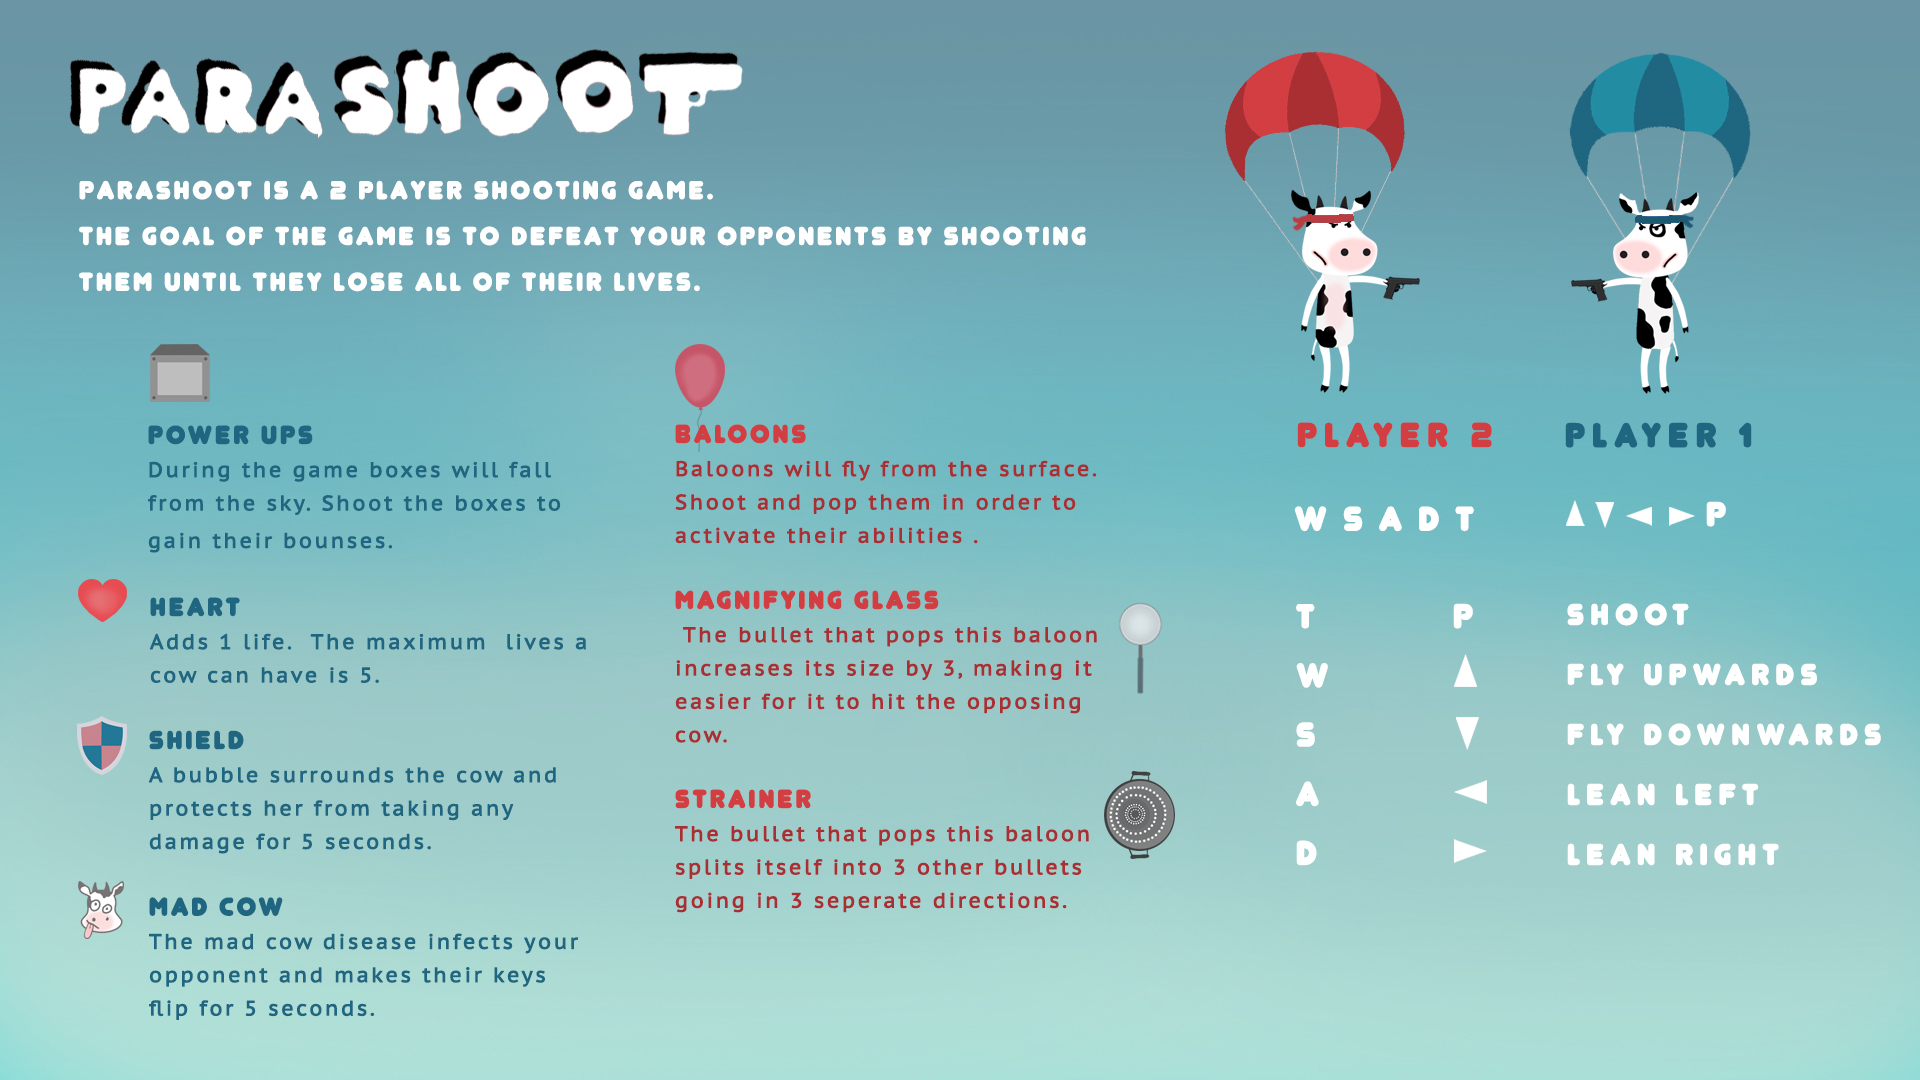 PARASHOOT
PARASHOOT IS A 2 PLAYER SHOOTING GAME.
THE GOAL OF THE GAME IS TO DEFEAT YOUR OPPONENTS BY SHOOTING
THEM UNTIL THEY LOSE ALL OF THEIR LIVES.
POWER UPS
During the game boxes will fall
from the sky. Shoot the boxes to
gain their bounses.
HEART
Adds 1 life. The maximum lives a
cow can have is 5.
SHIELD
A bubble surrounds the cow and
protects her from taking any
damage for 5 seconds.
MAD COW
The mad cow disease infects your
opponent and makes their keys
flip for 5 seconds.
BALOONS
Baloons will fly from the surface.
Shoot and pop them in order to
activate their abilities .
MAGNIFYING GLASS
The bullet that pops this baloon
increases its size by 3, making it
easier for it to hit the opposing
cow.
STRAINER
The bullet that pops this baloon
splits itself into 3 other bullets
going in 3 seperate directions.
PLAYER 2
W S A D T
PLAYER 1
▲▼◀ ▶ P
T P SHOOT
W ▲ FLY UPWARDS
S ▼ FLY DOWNWARDS
A ◀ LEAN LEFT
D ▶ LEAN RIGHT